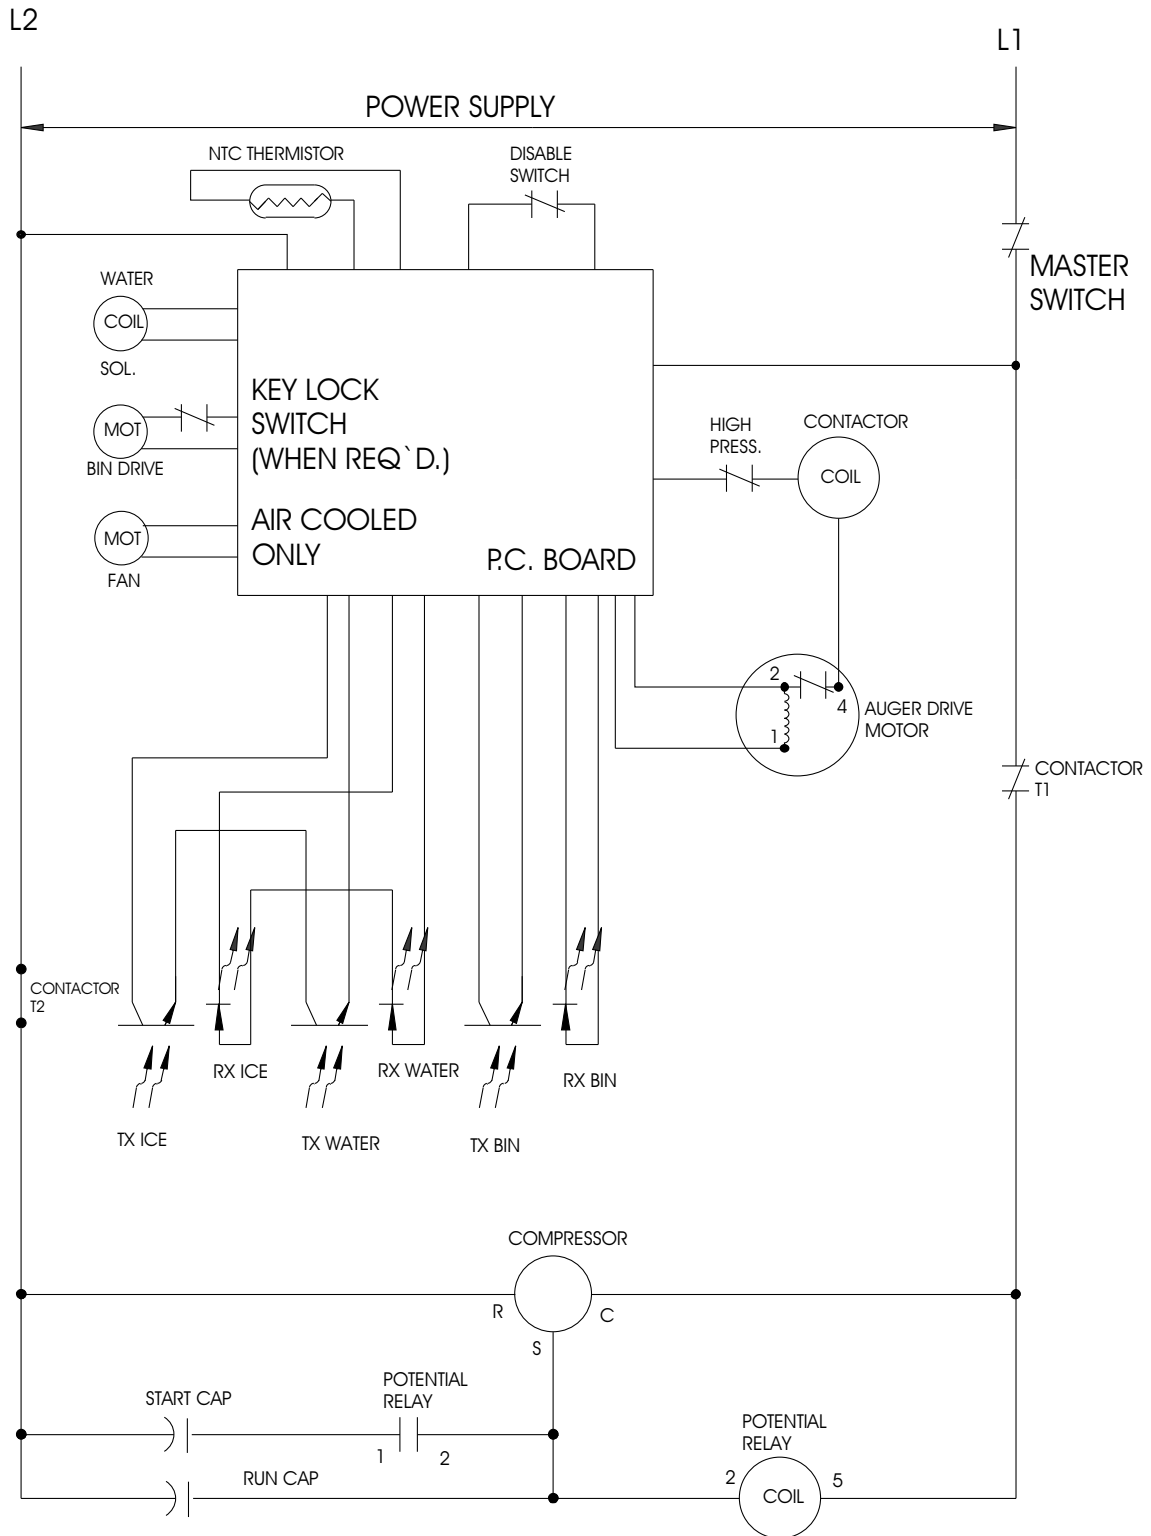 L2
L1
POWER SUPPLY
NTC THERMISTOR
DISABLE
SWITCH
MASTER
SWITCH
WATER
COIL
SOL.
KEY LOCK
SWITCH
(WHEN REQ`D.)
MOT
BIN DRIVE
HIGH
PRESS.
CONTACTOR
COIL
AIR COOLED
ONLY
MOT
FAN
P.C. BOARD
2
4
1
AUGER DRIVE
MOTOR
CONTACTOR
T1
CONTACTOR
T2
RX ICE
RX WATER
RX BIN
TX ICE
TX WATER
TX BIN
COMPRESSOR
R
C
S
START CAP
POTENTIAL
RELAY
1
2
RUN CAP
POTENTIAL
RELAY
2
5
COIL